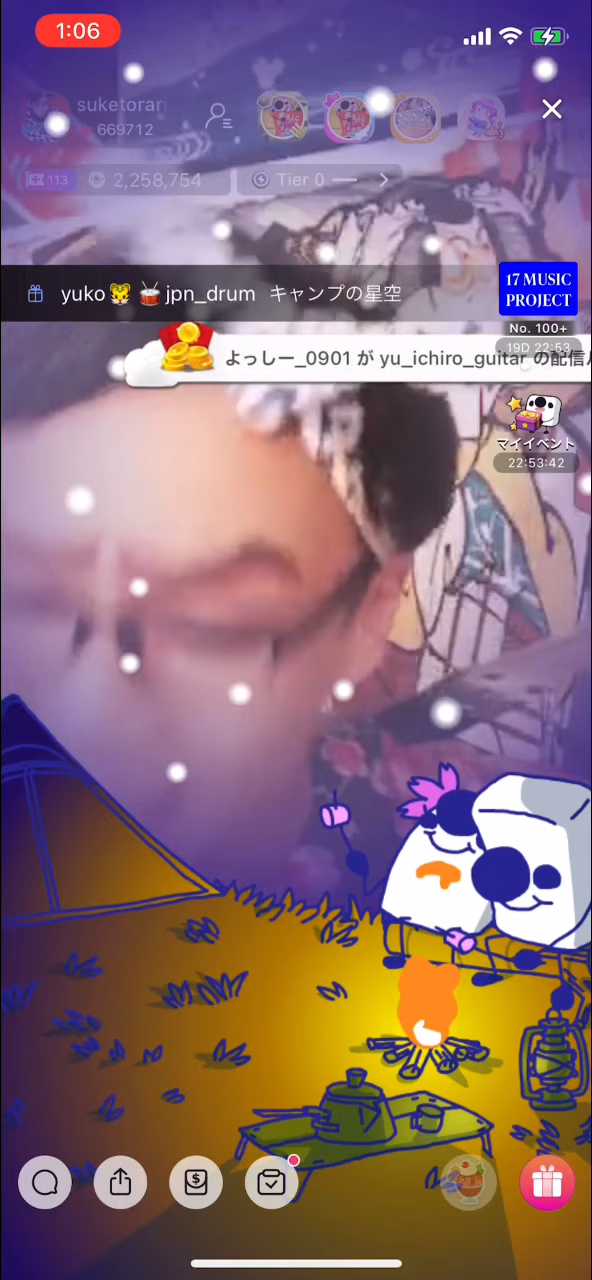 1:06
suketorari
669712
113
2,258,754
Tier 0
yuko🐯🥁jpn_drum キャンプの星空
17 MUSIC
PROJECT
No. 100+
19D 22:53
よっしー_0901 が yu_ichiro_guitar の配信
マイイベント
22:53:42